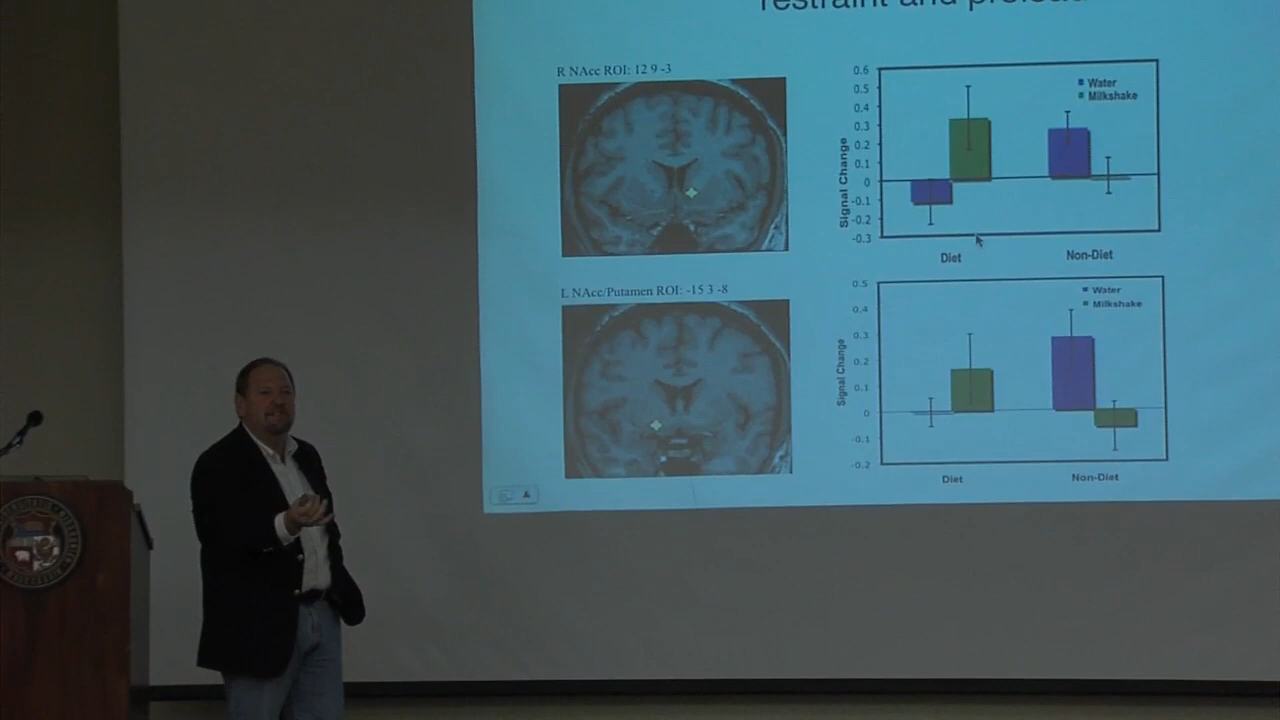 restraint and preload
R NAcc ROI: 12 9 -3
0.6
0.5
0.4
0.3
0.2
0.1
0
-0.1
-0.2
-0.3
Signal Change
Water
Milkshake
Diet
Non-Diet
L NAcc/Putamen ROI: -15 3 -8
0.5
0.4
0.3
0.2
0.1
0
-0.1
-0.2
Signal Change
Water
Milkshake
Diet
Non-Diet